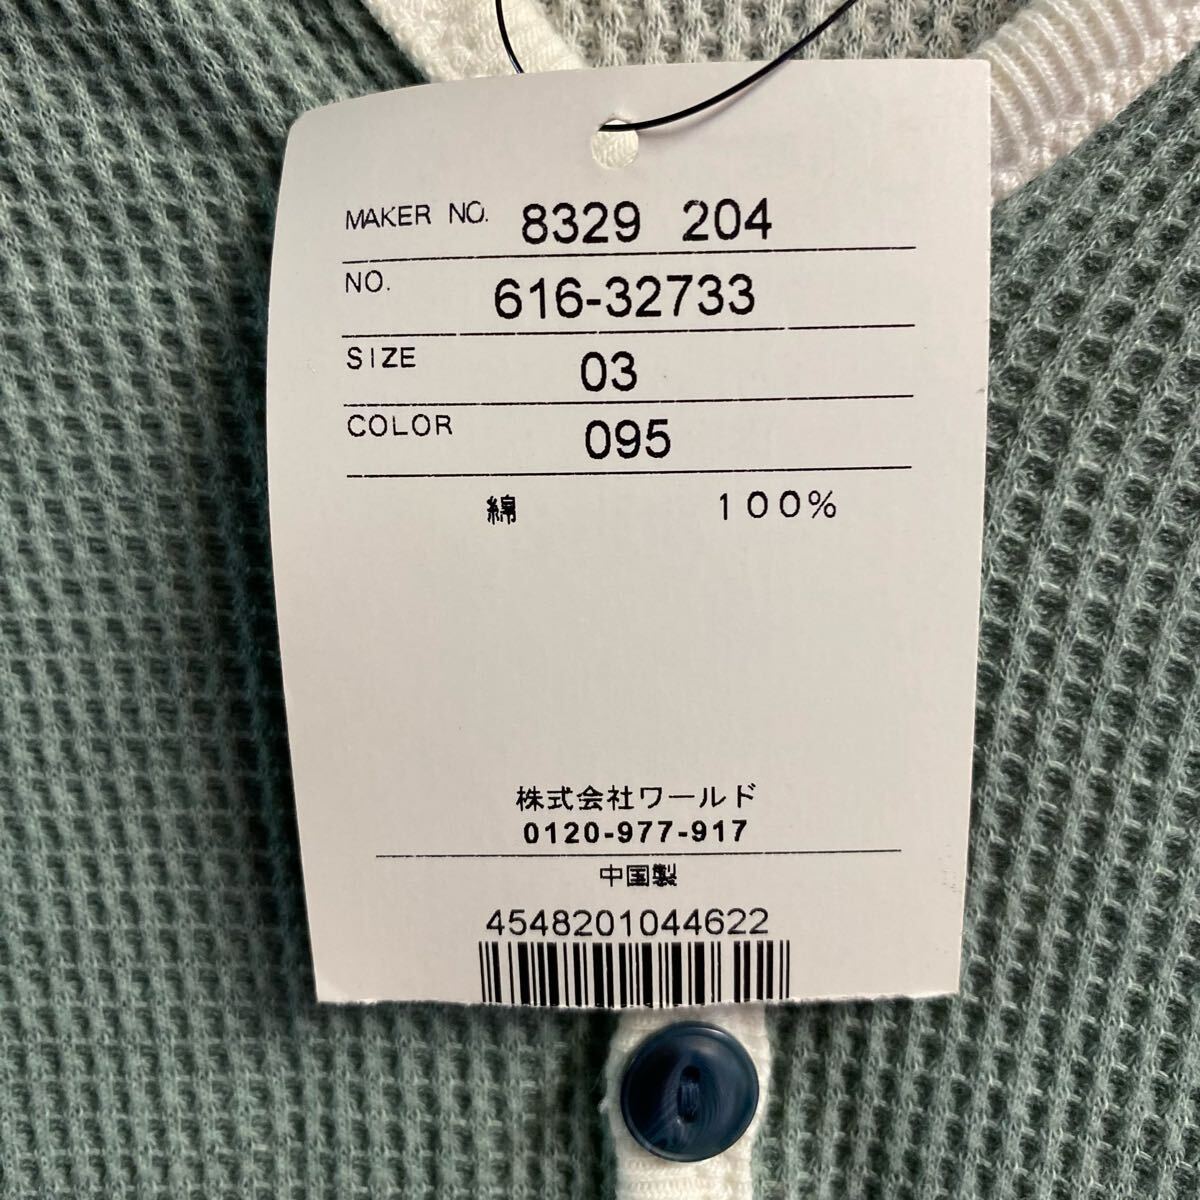 MAKER NO. 8329 204
NO. 616-32733
SIZE 03
COLOR 095
綿 100%
株式会社ワールド
0120-977-917
中国製
4548201044622